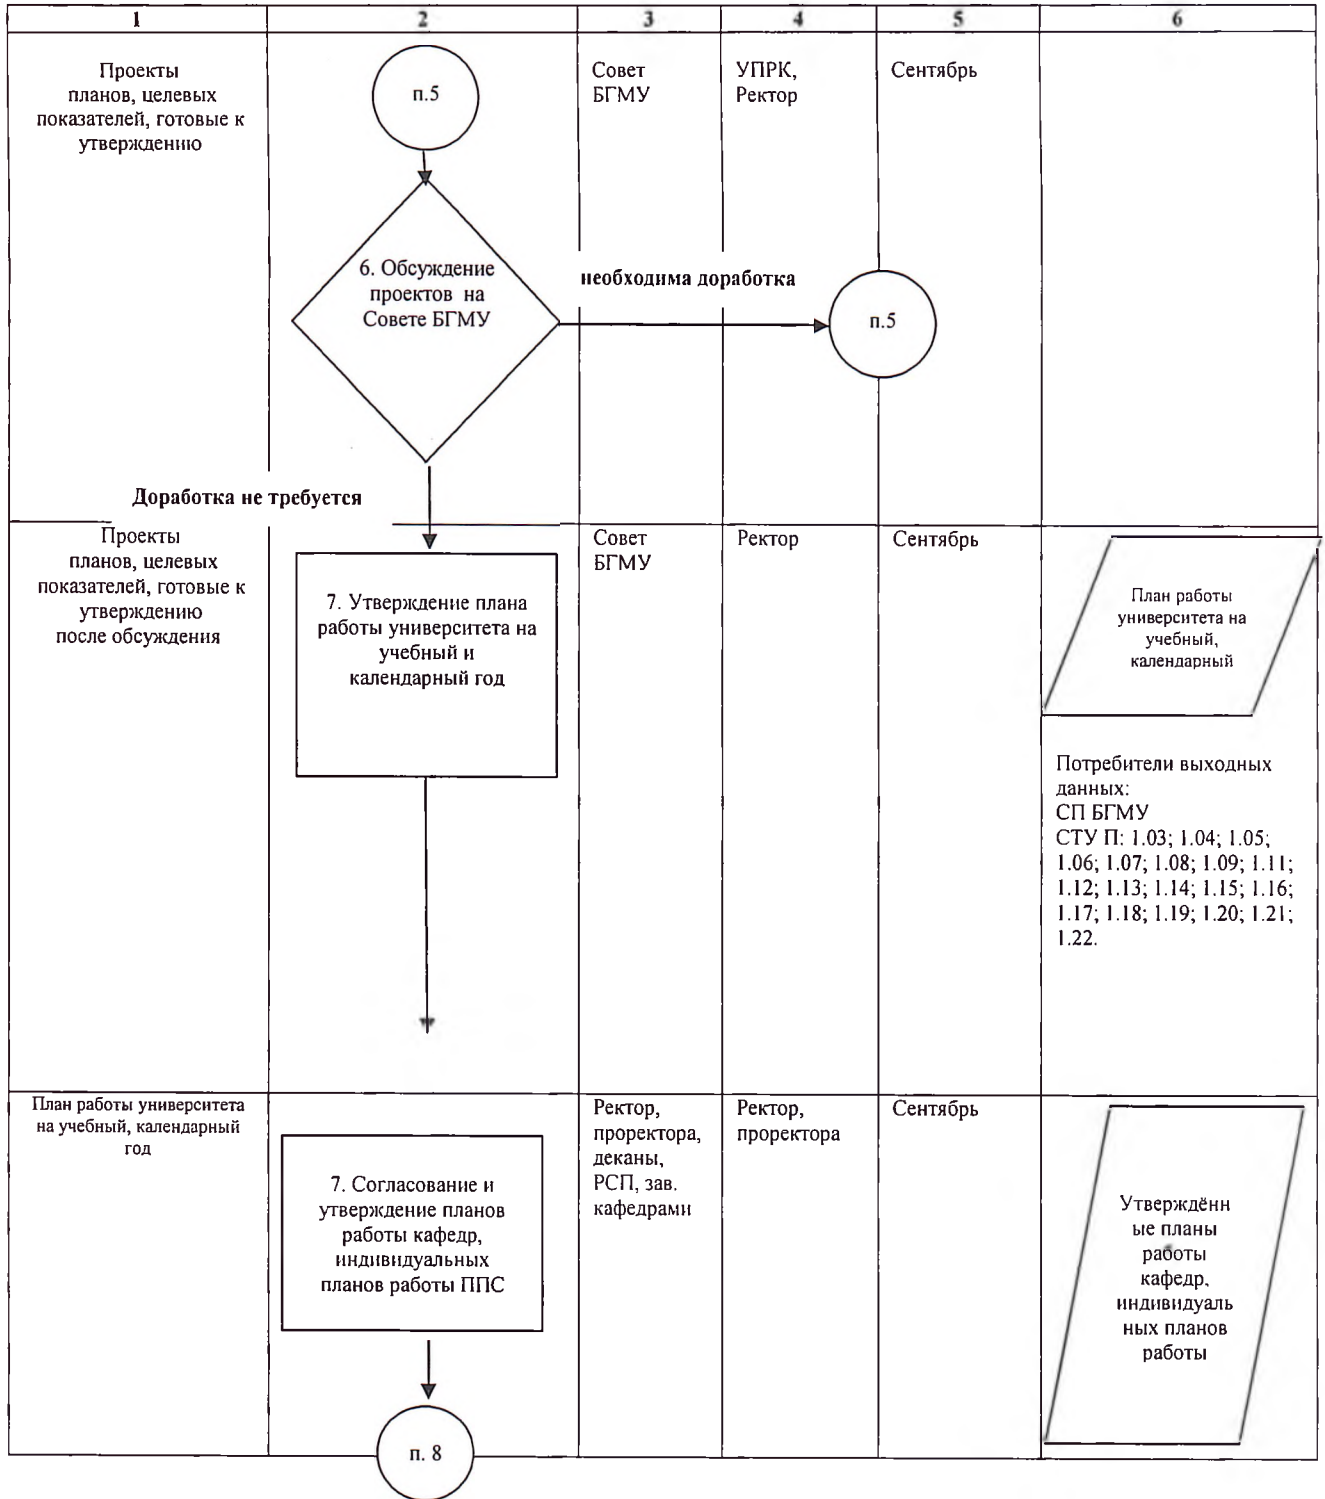 1 2 3 4 5 6
Проекты
планов, целевых
показателей, готовые к
утверждению
п.5
Совет
БГМУ
УПРК,
Ректор
Сентябрь
6. Обсуждение
проектов на
Совете БГМУ
необходима доработка
п.5
Доработка не требуется
Проекты
планов, целевых
показателей, готовые к
утверждению
после обсуждения
7. Утверждение плана
работы университета на
учебный и
календарный год
Совет
БГМУ
Ректор
Сентябрь
План работы
университета на
учебный,
календарный
Потребители выходных
данных:
СП БГМУ
СТУ П: 1.03; 1.04; 1.05;
1.06; 1.07; 1.08; 1.09; 1.11;
1.12; 1.13; 1.14; 1.15; 1.16;
1.17; 1.18; 1.19; 1.20; 1.21;
1.22.
План работы университета
на учебный, календарный
год
7. Согласование и
утверждение планов
работы кафедр,
индивидуальных
планов работы ППС
Ректор,
проректора,
деканы,
РСП, зав.
кафедрами
Ректор,
проректора
Сентябрь
Утверждённ
ые планы
работы
кафедр,
индивидуаль
ных планов
работы
п. 8